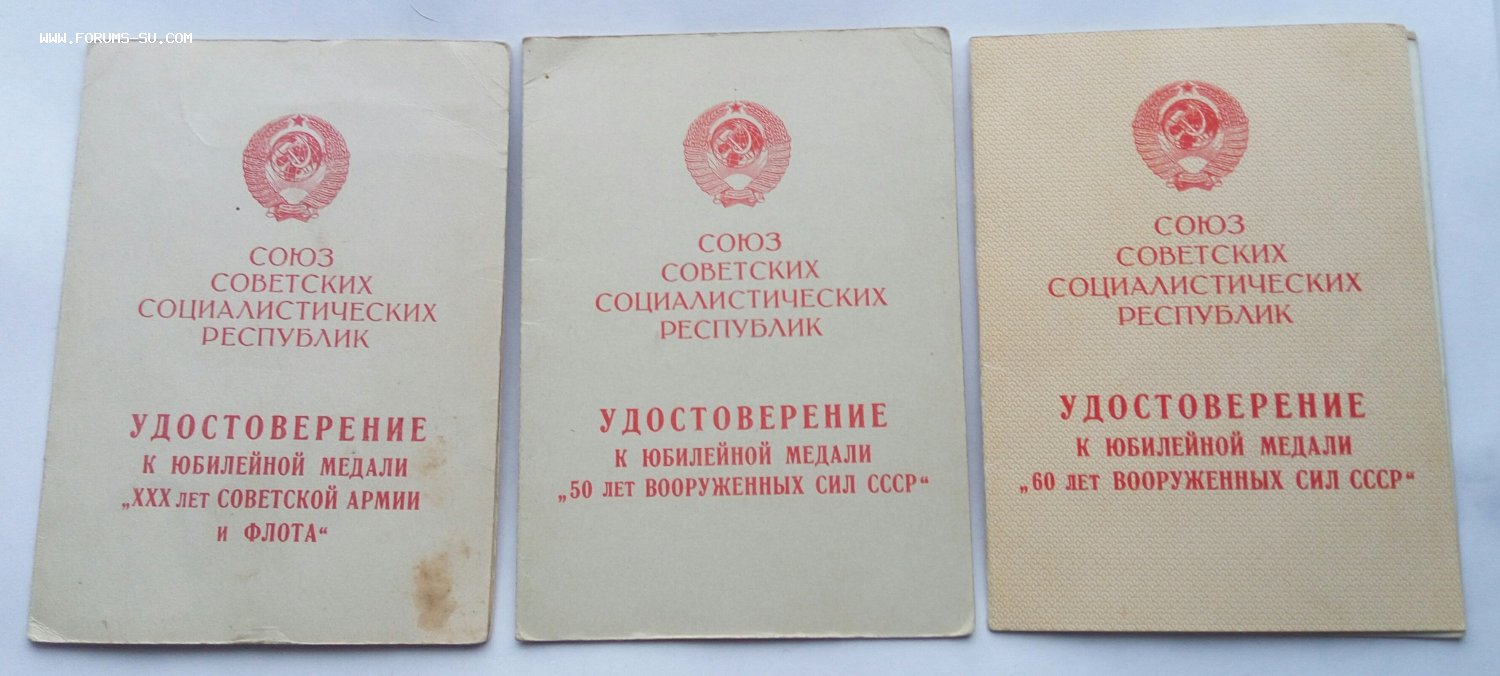 WWW.FORUMS-SU.COM
СОЮЗ
СОВЕТСКИХ
СОЦИАЛИСТИЧЕСКИХ
РЕСПУБЛИК
УДОСТОВЕРЕНИЕ
К ЮБИЛЕЙНОЙ МЕДАЛИ
„XXX ЛЕТ СОВЕТСКОЙ АРМИИ
И ФЛОТА“
СОЮЗ
СОВЕТСКИХ
СОЦИАЛИСТИЧЕСКИХ
РЕСПУБЛИК
УДОСТОВЕРЕНИЕ
К ЮБИЛЕЙНОЙ МЕДАЛИ
„50 ЛЕТ ВООРУЖЕННЫХ СИЛ СССР“
СОЮЗ
СОВЕТСКИХ
СОЦИАЛИСТИЧЕСКИХ
РЕСПУБЛИК
УДОСТОВЕРЕНИЕ
К ЮБИЛЕЙНОЙ МЕДАЛИ
„60 ЛЕТ ВООРУЖЕННЫХ СИЛ СССР“